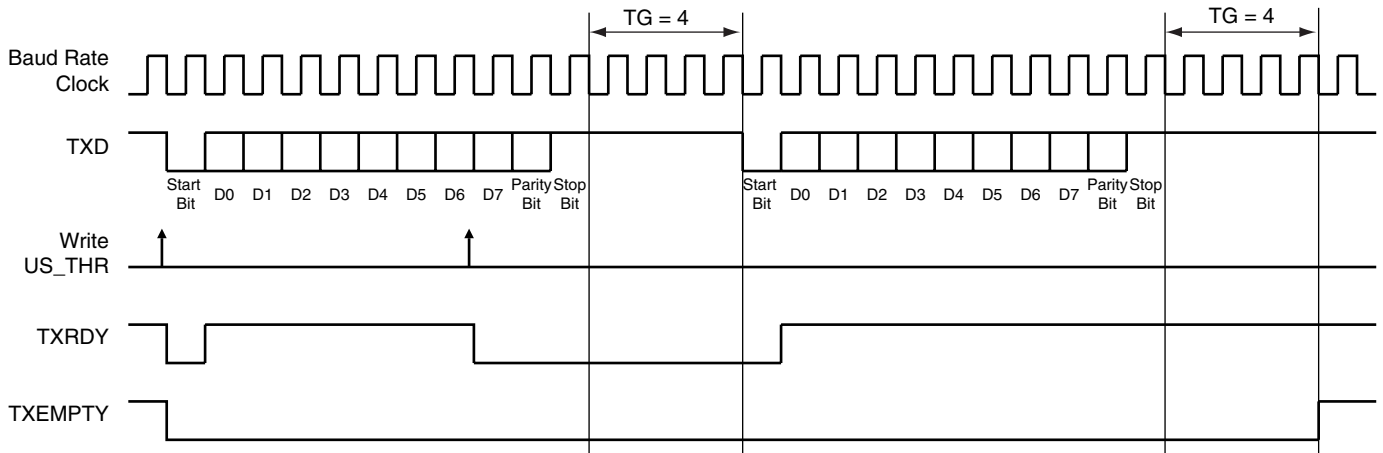 TG = 4
TG = 4
Baud Rate
Clock
TXD
Start
Bit
D0
D1
D2
D3
D4
D5
D6
D7
Parity
Bit
Stop
Bit
Start
Bit
D0
D1
D2
D3
D4
D5
D6
D7
Parity
Bit
Stop
Bit
Write
US_THR
TXRDY
TXEMPTY